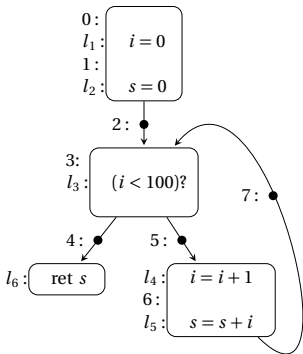 0:
l₁: i = 0
1:
l₂: s = 0
2:
3:
l₃: (i < 100)?
7:
4: 5:
l₆: ret s
l₄: i = i + 1
6:
l₅: s = s + i